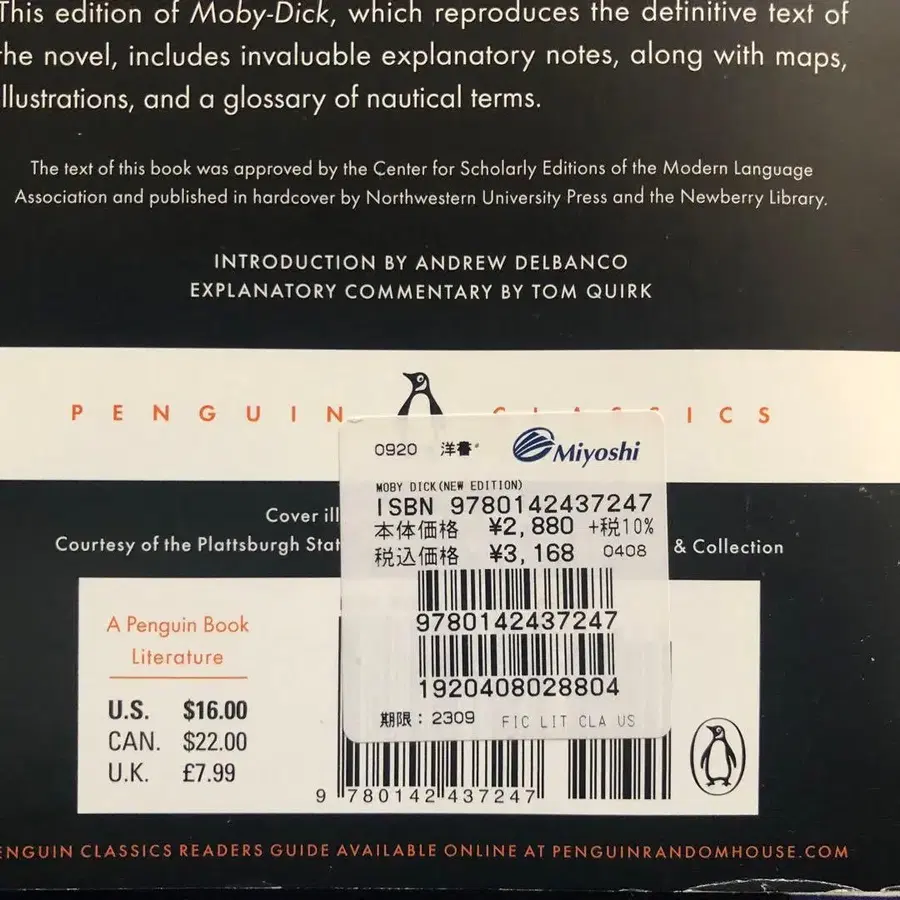 This edition of Moby-Dick, which reproduces the definitive text of
the novel, includes invaluable explanatory notes, along with maps,
illustrations, and a glossary of nautical terms.
The text of this book was approved by the Center for Scholarly Editions of the Modern Language
Association and published in hardcover by Northwestern University Press and the Newberry Library.
INTRODUCTION BY ANDREW DELBANCO
EXPLANATORY COMMENTARY BY TOM QUIRK
PENGUIN CLASSICS
0920 洋書 Miyoshi
MOBY DICK(NEW EDITION)
ISBN 9780142437247
本体価格 ¥2,880 +税10%
税込価格 ¥3,168 0408
9780142437247
1920408028804
期限: 2309 FIC LIT CLA US
Cover ill
Courtesy of the Plattsburgh Stat & Collection
A Penguin Book
Literature
U.S. $16.00
CAN. $22.00
U.K. £7.99
9 780142 437247
PENGUIN CLASSICS READERS GUIDE AVAILABLE ONLINE AT PENGUINRANDOMHOUSE.COM